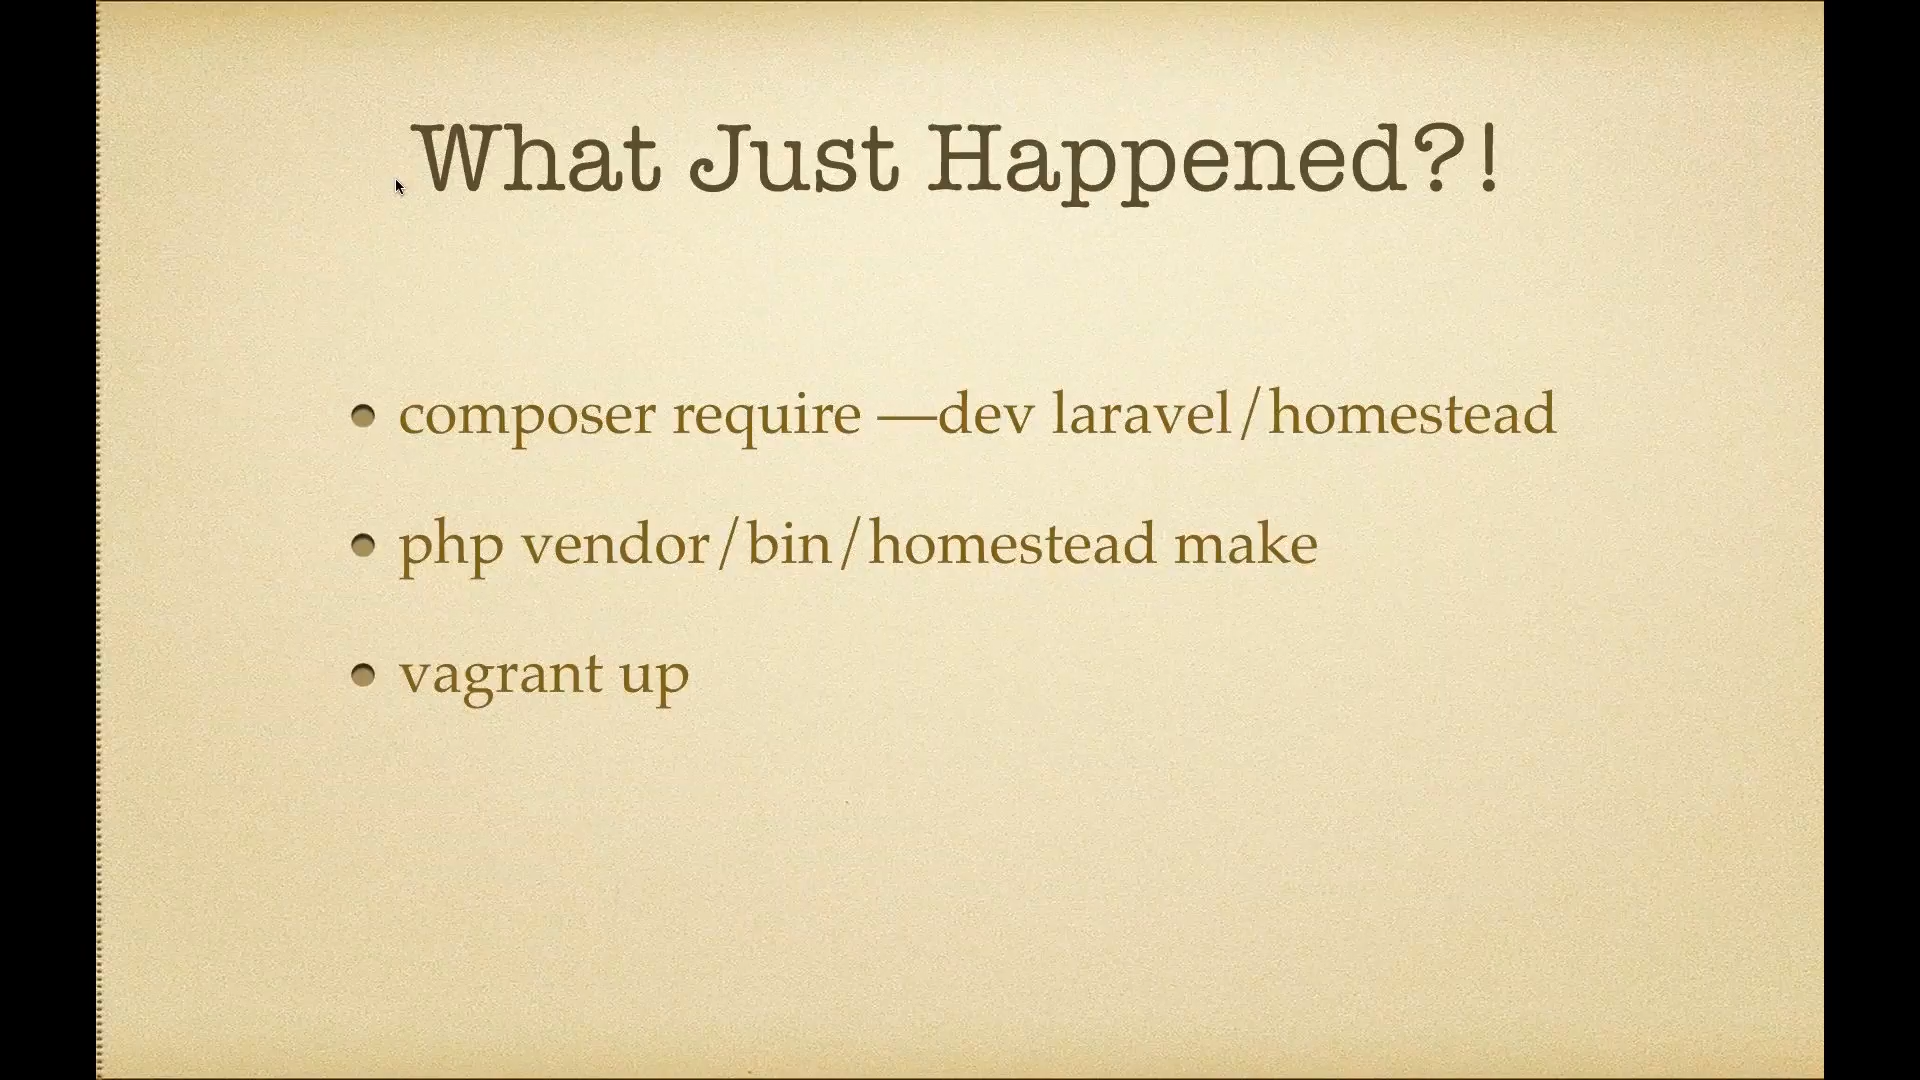 What Just Happened?!
composer require —dev laravel/homestead
php vendor/bin/homestead make
vagrant up